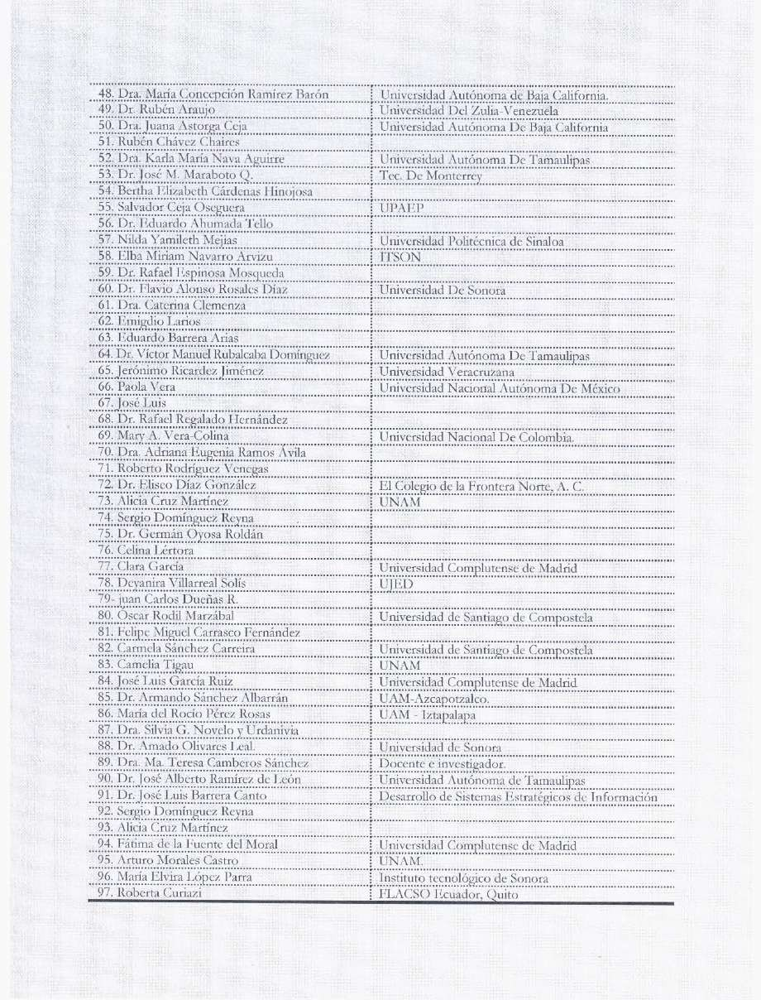 48. Dra. María Concepción Ramírez Barón Universidad Autónoma de Baja California.
49. Dr. Rubén Araujo Universidad Del Zulia-Venezuela
50. Dra. Juana Astorga Ceja Universidad Autónoma De Baja California
51. Rubén Chávez Chaires
52. Dra. Karla María Nava Aguirre Universidad Autónoma De Tamaulipas
53. Dr. José M. Maraboto Q. Tec. De Monterrey
54. Bertha Elizabeth Cárdenas Hinojosa
55. Salvador Ceja Oseguera UPAEP
56. Dr. Eduardo Ahumada Tello
57. Nilda Yamileth Mejias Universidad Politécnica de Sinaloa
58. Elba Miriam Navarro Arvizu ITSON
59. Dr. Rafael Espinosa Mosqueda
60. Dr. Flavio Alonso Rosales Díaz Universidad De Sonora
61. Dra. Caterina Clemenza
62. Emigdio Larios
63. Eduardo Barrera Arias
64. Dr. Víctor Manuel Rubalcaba Domínguez Universidad Autónoma De Tamaulipas
65. Jerónimo Ricardez Jiménez Universidad Veracruzana
66. Paola Vera Universidad Nacional Autónoma De México
67. José Luis
68. Dr. Rafael Regalado Hernández
69. Mary A. Vera-Colina Universidad Nacional De Colombia.
70. Dra. Adriana Eugenia Ramos Ávila
71. Roberto Rodríguez Venegas
72. Dr. Eliseo Díaz González El Colegio de la Frontera Norte, A. C.
73. Alicia Cruz Martínez UNAM
74. Sergio Domínguez Reyna
75. Dr. Germán Oyosa Roldán
76. Celina Lértora
77. Clara García Universidad Complutense de Madrid
78. Deyanira Villarreal Solís UJED
79- juan Carlos Dueñas R.
80. Óscar Rodil Marzábal Universidad de Santiago de Compostela
81. Felipe Miguel Carrasco Fernández
82. Carmela Sánchez Carreira Universidad de Santiago de Compostela
83. Camelia Tigau UNAM
84. José Luis García Ruiz Universidad Complutense de Madrid
85. Dr. Armando Sánchez Albarrán UAM-Azcapotzalco.
86. María del Rocío Pérez Rosas UAM - Iztapalapa
87. Dra. Silvia G. Novelo y Urdanivia
88. Dr. Amado Olivares Leal. Universidad de Sonora
89. Dra. Ma. Teresa Camberos Sánchez Docente e investigador.
90. Dr. José Alberto Ramírez de León Universidad Autónoma de Tamaulipas
91. Dr. José Luis Barrera Canto Desarrollo de Sistemas Estratégicos de Información
92. Sergio Domínguez Reyna
93. Alicia Cruz Martínez
94. Fátima de la Fuente del Moral Universidad Complutense de Madrid
95. Arturo Morales Castro UNAM.
96. María Elvira López Parra Instituto tecnológico de Sonora
97. Roberta Curiazi FLACSO Ecuador, Quito